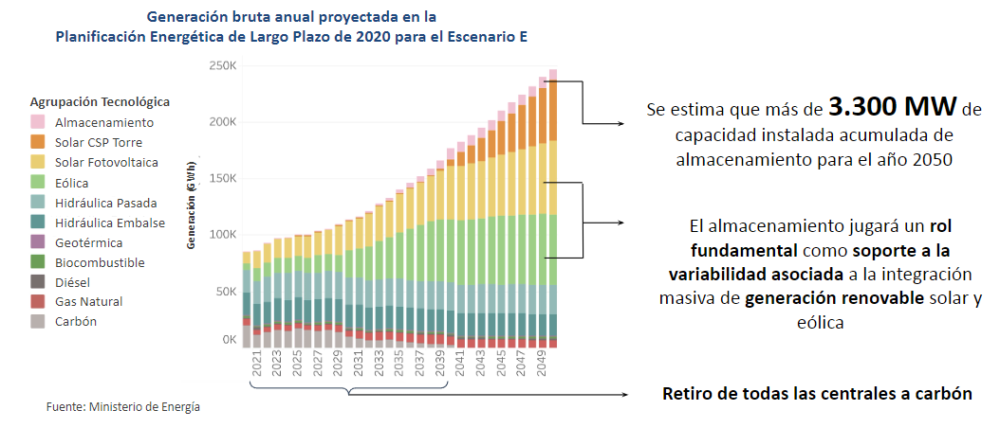 Generación bruta anual proyectada en la
Planificación Energética de Largo Plazo de 2020 para el Escenario E
Agrupación Tecnológica
Almacenamiento
Solar CSP Torre
Solar Fotovoltaica
Eólica
Hidráulica Pasada
Hidráulica Embalse
Geotérmica
Biocombustible
Diésel
Gas Natural
Carbón
Generación (GWh)
250K
200K
150K
100K
50K
0K
2021
2023
2025
2027
2029
2031
2033
2035
2037
2039
2041
2043
2045
2047
2049
Se estima que más de 3.300 MW de
capacidad instalada acumulada de
almacenamiento para el año 2050
El almacenamiento jugará un rol
fundamental como soporte a la
variabilidad asociada a la integración
masiva de generación renovable solar y
eólica
Retiro de todas las centrales a carbón
Fuente: Ministerio de Energía